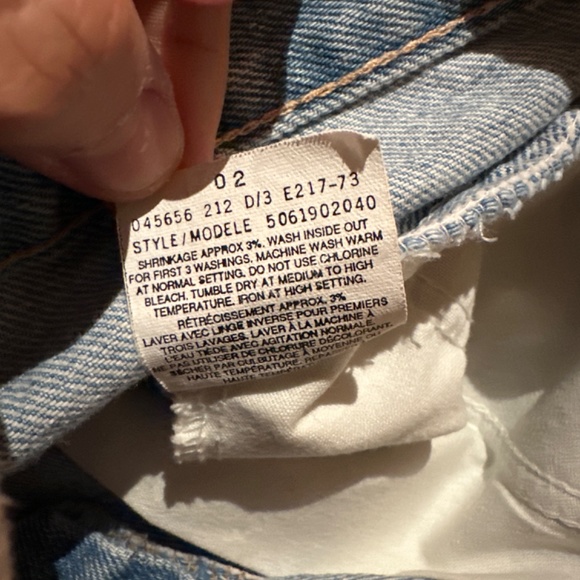 02
045656 212 D/3 E217-73
STYLE/MODELE 5061902040
SHRINKAGE APPROX 3%. WASH INSIDE OUT
FOR FIRST 3 WASHINGS. MACHINE WASH WARM
AT NORMAL SETTING. DO NOT USE CHLORINE
BLEACH. TUMBLE DRY AT MEDIUM TO HIGH
TEMPERATURE. IRON AT HIGH SETTING.
RÉTRÉCISSEMENT APPROX. 3%
LAVER AVEC LINGE INVERSE POUR PREMIERS
TROIS LAVAGES. LAVER À LA MACHINE À
EAU TIÈDE AVEC AGITATION NORMALE.
NE PAS UTILISER DE CHLORURE DÉCOLORANT.
SÉCHER PAR CULBUTAGE À MOYENNE OU
HAUTE TEMPÉRATURE.
HAUTE